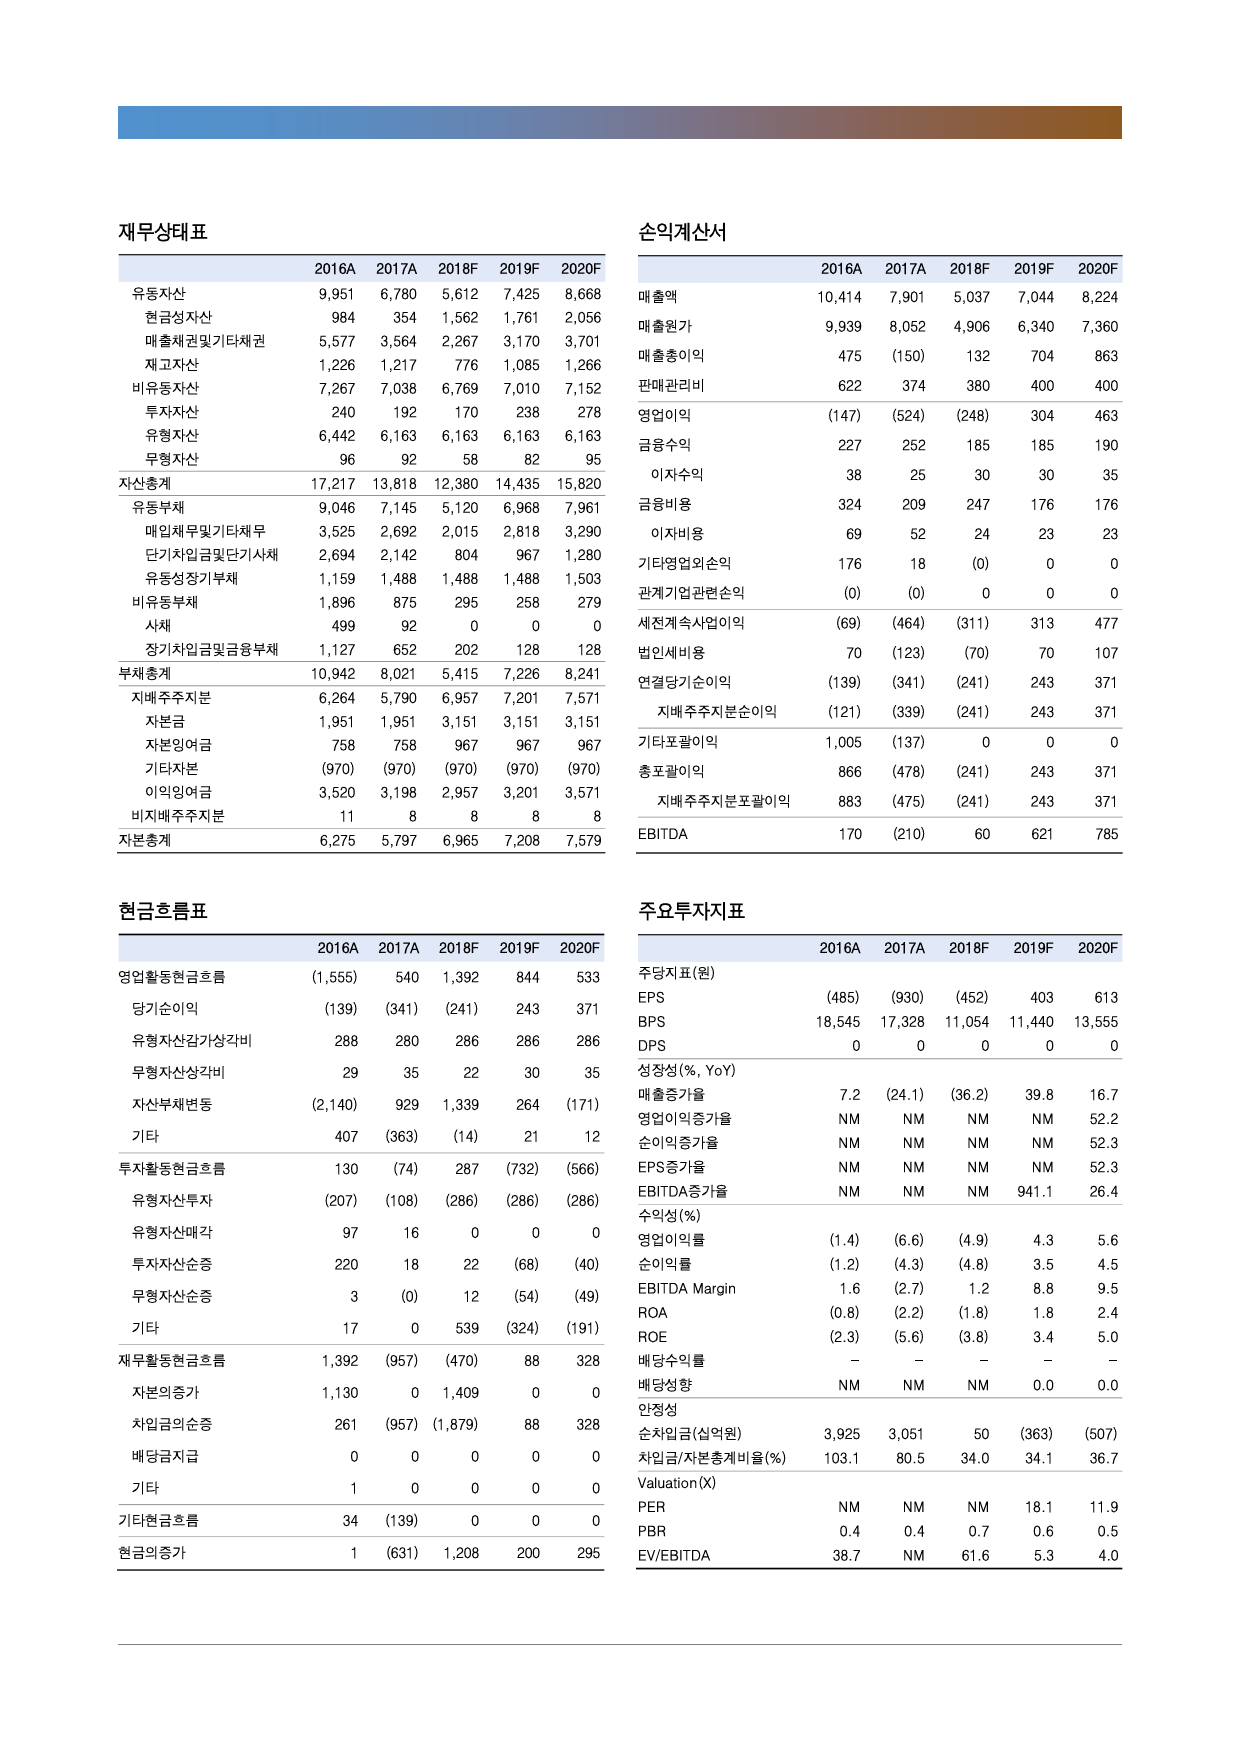 재무상태표
2016A 2017A 2018F 2019F 2020F
유동자산 9,951 6,780 5,612 7,425 8,668
현금성자산 984 354 1,562 1,761 2,056
매출채권및기타채권 5,577 3,564 2,267 3,170 3,701
재고자산 1,226 1,217 776 1,085 1,266
비유동자산 7,267 7,038 6,769 7,010 7,152
투자자산 240 192 170 238 278
유형자산 6,442 6,163 6,163 6,163 6,163
무형자산 96 92 58 82 95
자산총계 17,217 13,818 12,380 14,435 15,820
유동부채 9,046 7,145 5,120 6,968 7,961
매입채무및기타채무 3,525 2,692 2,015 2,818 3,290
단기차입금및단기사채 2,694 2,142 804 967 1,280
유동성장기부채 1,159 1,488 1,488 1,488 1,503
비유동부채 1,896 875 295 258 279
사채 499 92 0 0 0
장기차입금및금융부채 1,127 652 202 128 128
부채총계 10,942 8,021 5,415 7,226 8,241
지배주주지분 6,264 5,790 6,957 7,201 7,571
자본금 1,951 1,951 3,151 3,151 3,151
자본잉여금 758 758 967 967 967
기타자본 (970) (970) (970) (970) (970)
이익잉여금 3,520 3,198 2,957 3,201 3,571
비지배주주지분 11 8 8 8 8
자본총계 6,275 5,797 6,965 7,208 7,579
손익계산서
2016A 2017A 2018F 2019F 2020F
매출액 10,414 7,901 5,037 7,044 8,224
매출원가 9,939 8,052 4,906 6,340 7,360
매출총이익 475 (150) 132 704 863
판매관리비 622 374 380 400 400
영업이익 (147) (524) (248) 304 463
금융수익 227 252 185 185 190
이자수익 38 25 30 30 35
금융비용 324 209 247 176 176
이자비용 69 52 24 23 23
기타영업외손익 176 18 (0) 0 0
관계기업관련손익 (0) (0) 0 0 0
세전계속사업이익 (69) (464) (311) 313 477
법인세비용 70 (123) (70) 70 107
연결당기순이익 (139) (341) (241) 243 371
지배주주지분순이익 (121) (339) (241) 243 371
기타포괄이익 1,005 (137) 0 0 0
총포괄이익 866 (478) (241) 243 371
지배주주지분포괄이익 883 (475) (241) 243 371
EBITDA 170 (210) 60 621 785
현금흐름표
2016A 2017A 2018F 2019F 2020F
영업활동현금흐름 (1,555) 540 1,392 844 533
당기순이익 (139) (341) (241) 243 371
유형자산감가상각비 288 280 286 286 286
무형자산상각비 29 35 22 30 35
자산부채변동 (2,140) 929 1,339 264 (171)
기타 407 (363) (14) 21 12
투자활동현금흐름 130 (74) 287 (732) (566)
유형자산투자 (207) (108) (286) (286) (286)
유형자산매각 97 16 0 0 0
투자자산순증 220 18 22 (68) (40)
무형자산순증 3 (0) 12 (54) (49)
기타 17 0 539 (324) (191)
재무활동현금흐름 1,392 (957) (470) 88 328
자본의증가 1,130 0 1,409 0 0
차입금의순증 261 (957) (1,879) 88 328
배당금지급 0 0 0 0 0
기타 1 0 0 0 0
기타현금흐름 34 (139) 0 0 0
현금의증가 1 (631) 1,208 200 295
주요투자지표
2016A 2017A 2018F 2019F 2020F
주당지표(원)
EPS (485) (930) (452) 403 613
BPS 18,545 17,328 11,054 11,440 13,555
DPS 0 0 0 0 0
성장성(%, YoY)
매출증가율 7.2 (24.1) (36.2) 39.8 16.7
영업이익증가율 NM NM NM NM 52.2
순이익증가율 NM NM NM NM 52.3
EPS증가율 NM NM NM NM 52.3
EBITDA증가율 NM NM NM 941.1 26.4
수익성(%)
영업이익률 (1.4) (6.6) (4.9) 4.3 5.6
순이익률 (1.2) (4.3) (4.8) 3.5 4.5
EBITDA Margin 1.6 (2.7) 1.2 8.8 9.5
ROA (0.8) (2.2) (1.8) 1.8 2.4
ROE (2.3) (5.6) (3.8) 3.4 5.0
배당수익률 – – – – –
배당성향 NM NM NM 0.0 0.0
안정성
순차입금(십억원) 3,925 3,051 50 (363) (507)
차입금/자본총계비율(%) 103.1 80.5 34.0 34.1 36.7
Valuation(X)
PER NM NM NM 18.1 11.9
PBR 0.4 0.4 0.7 0.6 0.5
EV/EBITDA 38.7 NM 61.6 5.3 4.0